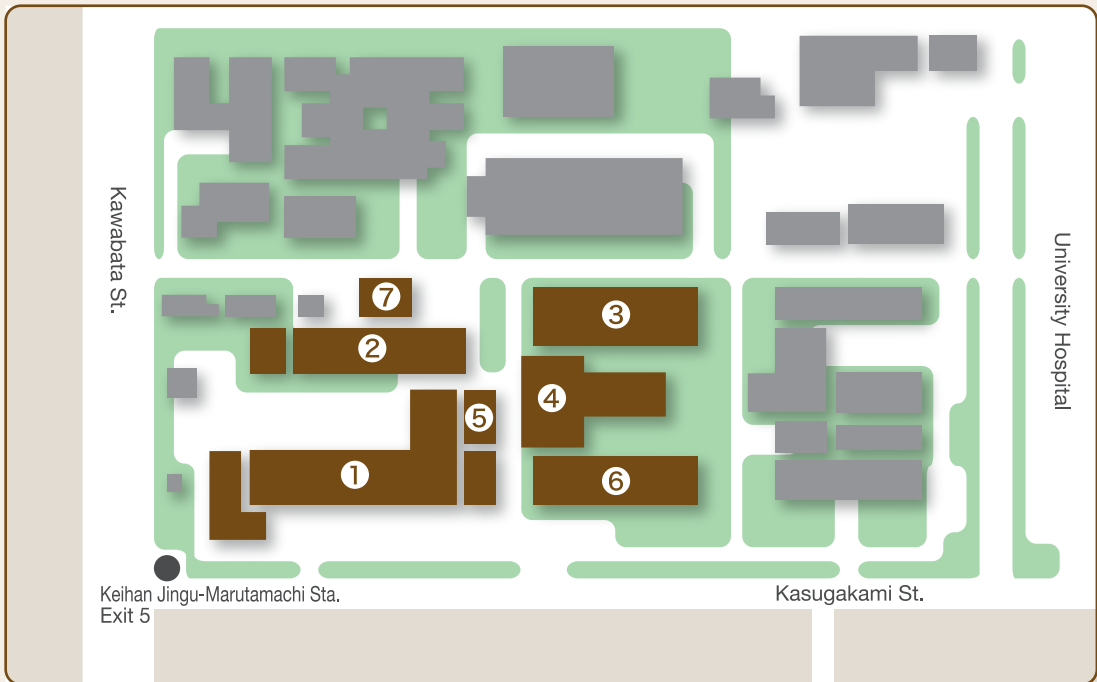 Kawabata St.
University Hospital
⑦
③
②
④
⑤
①
⑥
Keihan Jingu-Marutamachi Sta.
Exit 5
Kasugakami St.